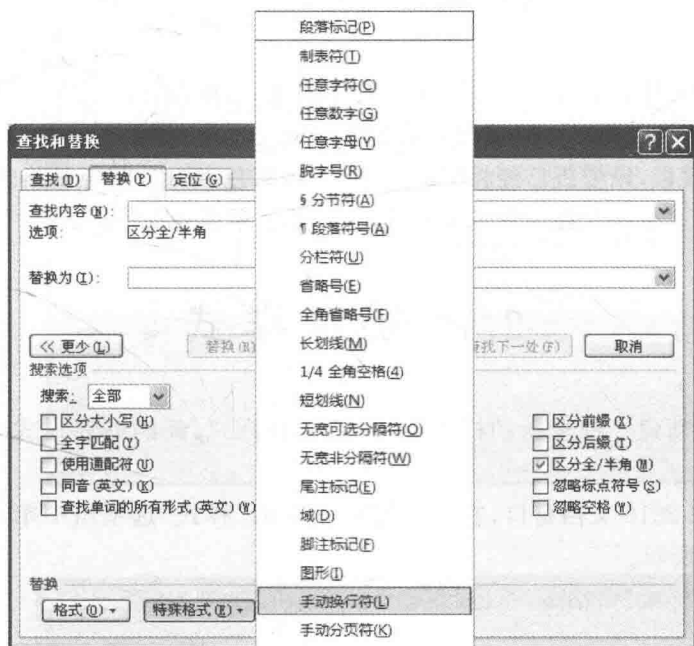 查找和替换
查找(D) 替换(P) 定位(G)
查找内容(N):
选项: 区分全/半角
替换为(I):
<< 更少(L) 替换(R) 查找下一处(F) 取消
搜索选项
搜索: 全部
区分大小写(H)
全字匹配(Y)
使用通配符(U)
同音(英文)(K)
查找单词的所有形式(英文)(W)
区分前缀(X)
区分后缀(T)
区分全/半角(M)
忽略标点符号(S)
忽略空格(W)
替换
格式(O) 特殊格式(E)
段落标记(P)
制表符(T)
任意字符(C)
任意数字(G)
任意字母(Y)
脱字号(R)
§ 分节符(A)
¶ 段落符号(A)
分栏符(U)
省略号(E)
全角省略号(F)
长划线(M)
1/4 全角空格(4)
短划线(N)
无宽可选分隔符(O)
无宽非分隔符(W)
尾注标记(E)
域(D)
脚注标记(F)
图形(I)
手动换行符(L)
手动分页符(K)